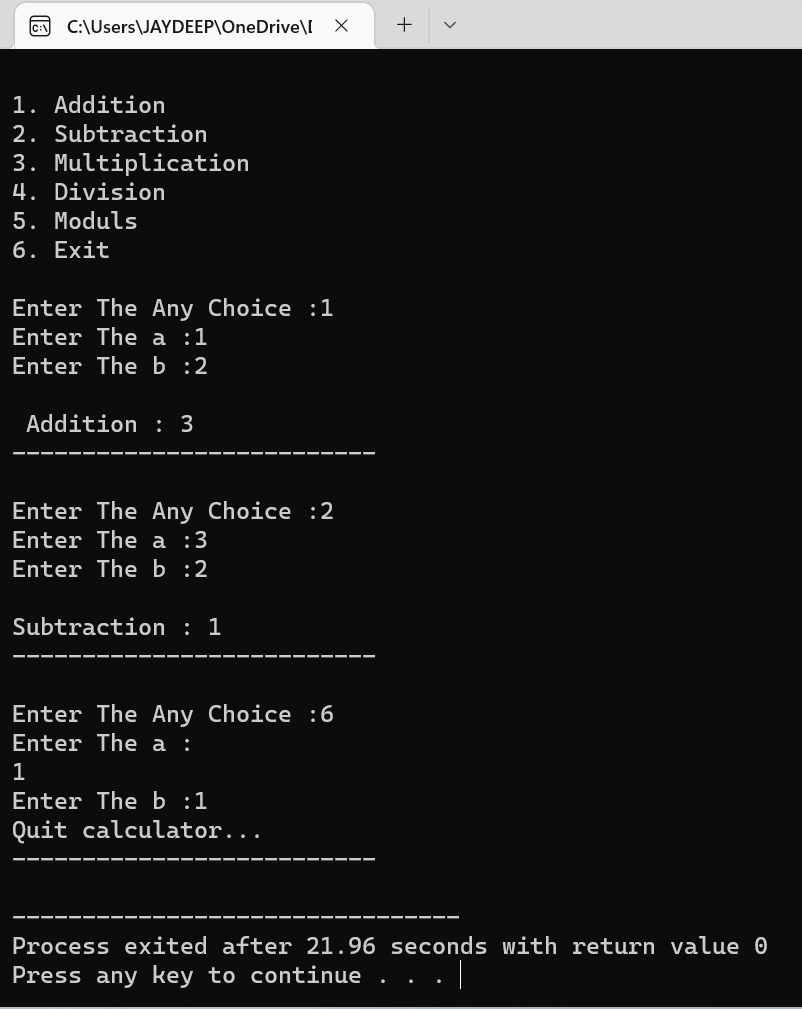 C:\Users\JAYDEEP\OneDrive\
1. Addition
2. Subtraction
3. Multiplication
4. Division
5. Moduls
6. Exit
Enter The Any Choice :1
Enter The a :1
Enter The b :2
Addition : 3
--------------------------
Enter The Any Choice :2
Enter The a :3
Enter The b :2
Subtraction : 1
--------------------------
Enter The Any Choice :6
Enter The a :
1
Enter The b :1
Quit calculator...
--------------------------
--------------------------------
Process exited after 21.96 seconds with return value 0
Press any key to continue . . .